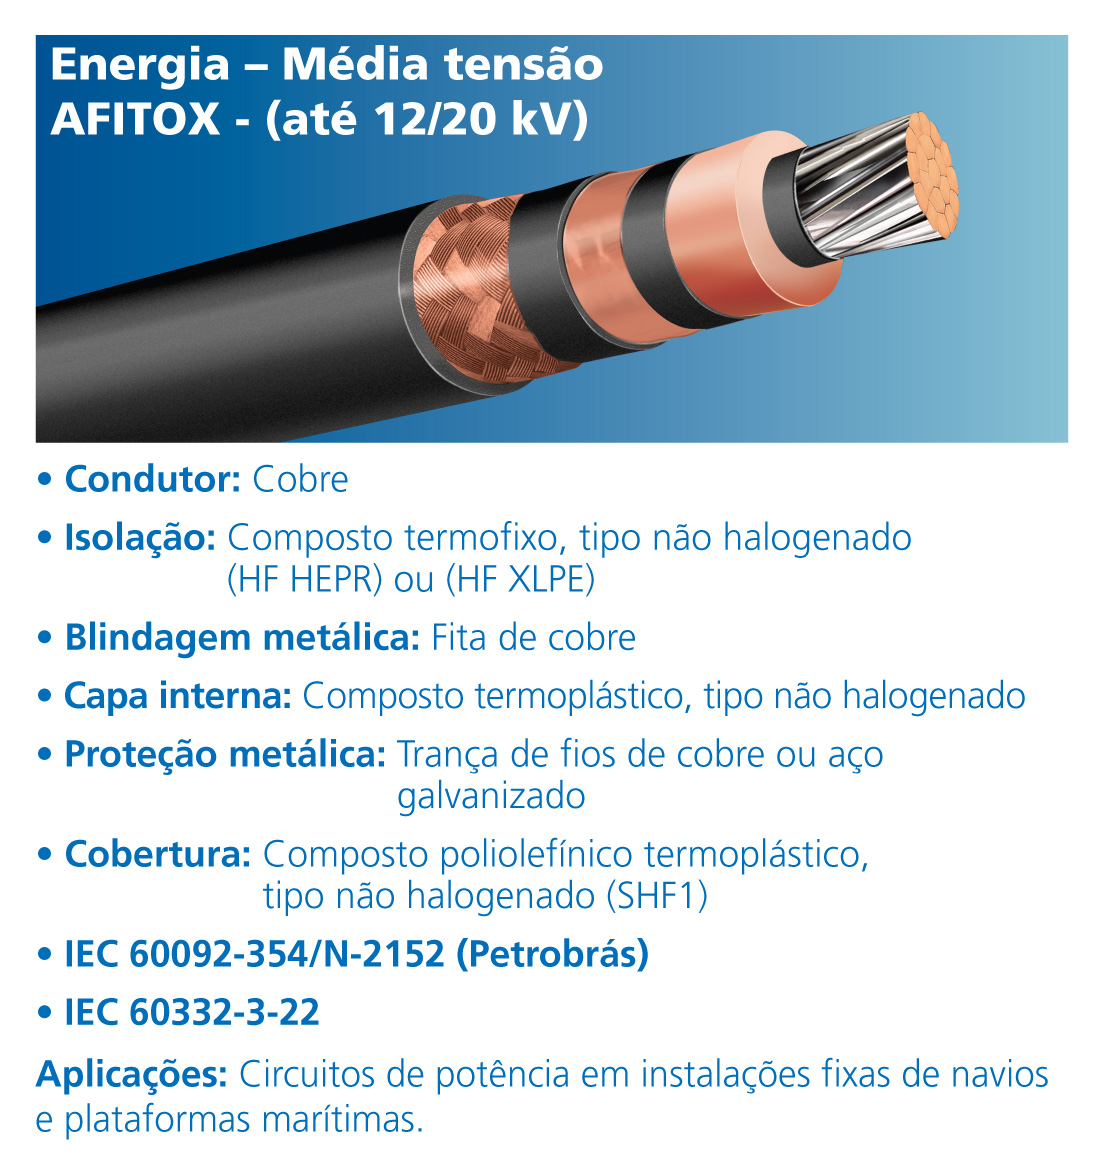 Energia – Média tensão
AFITOX - (até 12/20 kV)
• Condutor: Cobre
• Isolação: Composto termofixo, tipo não halogenado
(HF HEPR) ou (HF XLPE)
• Blindagem metálica: Fita de cobre
• Capa interna: Composto termoplástico, tipo não halogenado
• Proteção metálica: Trança de fios de cobre ou aço
galvanizado
• Cobertura: Composto poliolefínico termoplástico,
tipo não halogenado (SHF1)
• IEC 60092-354/N-2152 (Petrobrás)
• IEC 60332-3-22
Aplicações: Circuitos de potência em instalações fixas de navios
e plataformas marítimas.